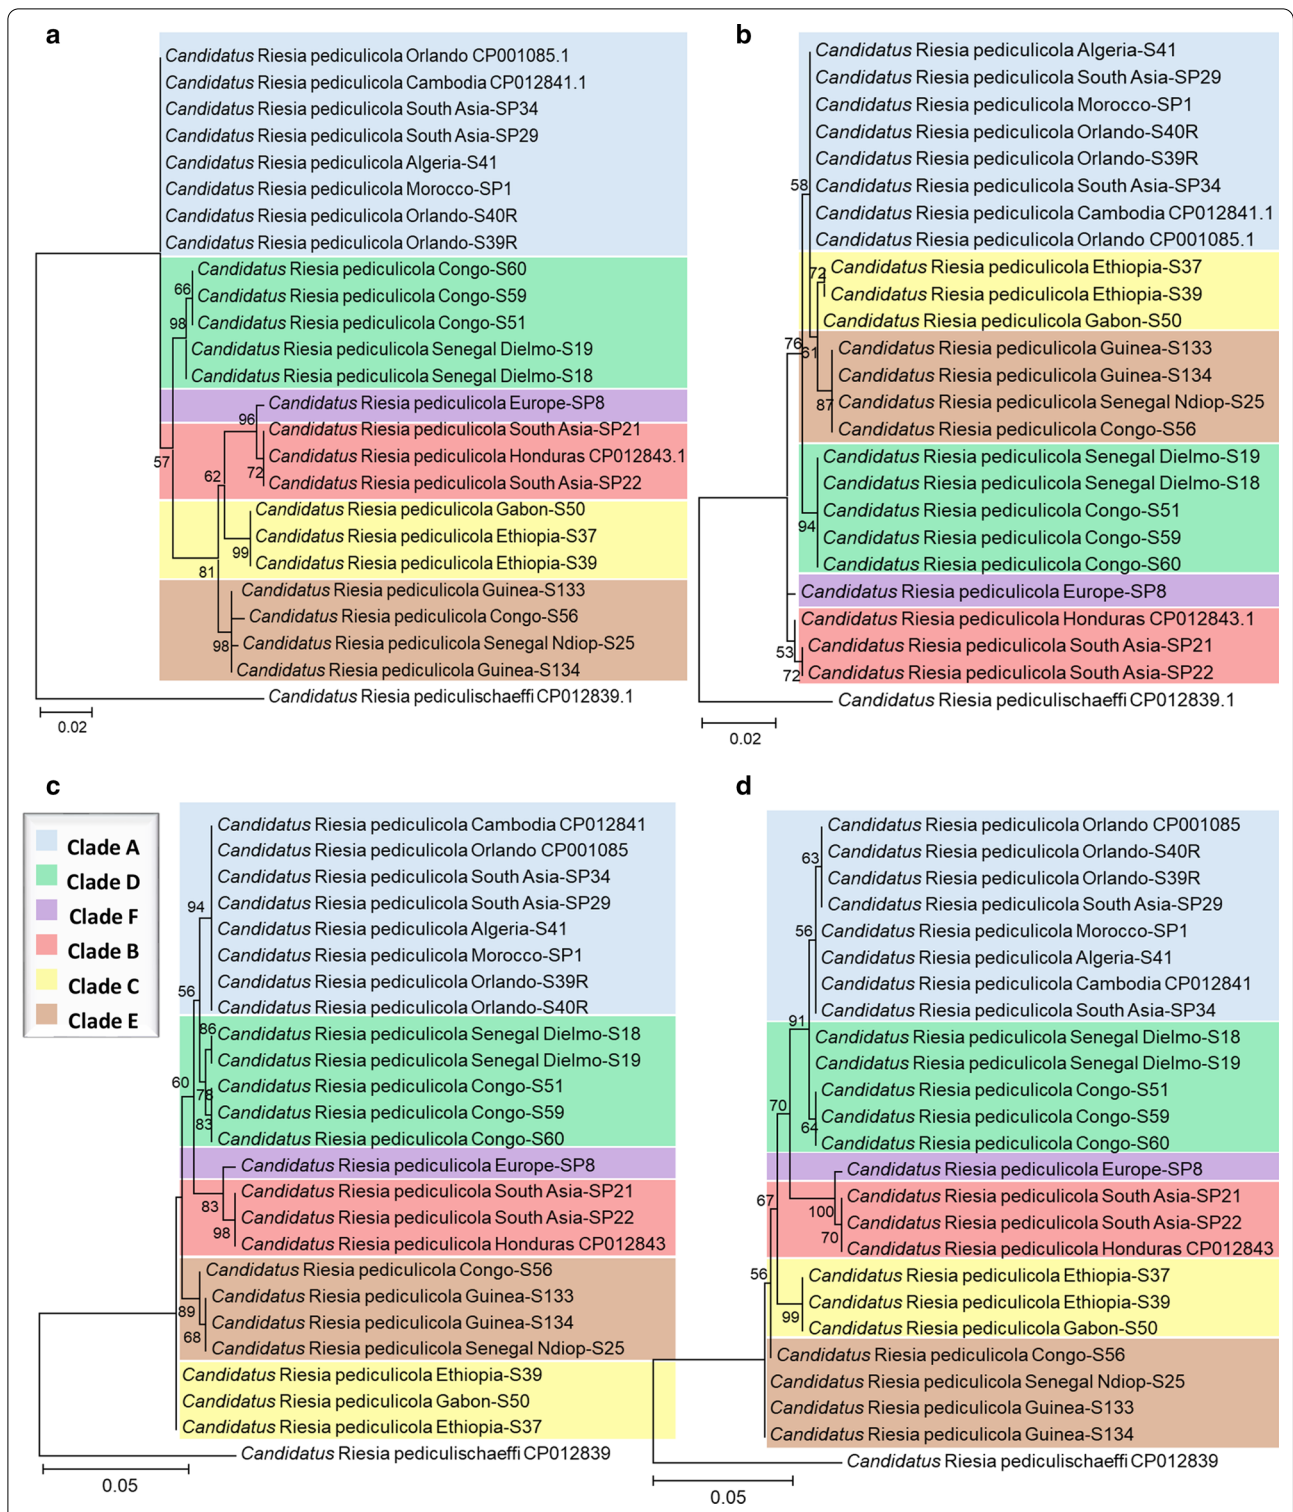 a
Candidatus Riesia pediculicola Orlando CP001085.1
Candidatus Riesia pediculicola Cambodia CP012841.1
Candidatus Riesia pediculicola South Asia-SP34
Candidatus Riesia pediculicola South Asia-SP29
Candidatus Riesia pediculicola Algeria-S41
Candidatus Riesia pediculicola Morocco-SP1
Candidatus Riesia pediculicola Orlando-S40R
Candidatus Riesia pediculicola Orlando-S39R
Candidatus Riesia pediculicola Congo-S60
66
Candidatus Riesia pediculicola Congo-S59
98
Candidatus Riesia pediculicola Congo-S51
Candidatus Riesia pediculicola Senegal Dielmo-S19
Candidatus Riesia pediculicola Senegal Dielmo-S18
Candidatus Riesia pediculicola Europe-SP8
96
Candidatus Riesia pediculicola South Asia-SP21
57
Candidatus Riesia pediculicola Honduras CP012843.1
62
72
Candidatus Riesia pediculicola South Asia-SP22
Candidatus Riesia pediculicola Gabon-S50
Candidatus Riesia pediculicola Ethiopia-S37
99
Candidatus Riesia pediculicola Ethiopia-S39
81
Candidatus Riesia pediculicola Guinea-S133
Candidatus Riesia pediculicola Congo-S56
98
Candidatus Riesia pediculicola Senegal Ndiop-S25
Candidatus Riesia pediculicola Guinea-S134
Candidatus Riesia pediculischaeffi CP012839.1
0.02
b
Candidatus Riesia pediculicola Algeria-S41
Candidatus Riesia pediculicola South Asia-SP29
Candidatus Riesia pediculicola Morocco-SP1
Candidatus Riesia pediculicola Orlando-S40R
Candidatus Riesia pediculicola Orlando-S39R
58
Candidatus Riesia pediculicola South Asia-SP34
Candidatus Riesia pediculicola Cambodia CP012841.1
Candidatus Riesia pediculicola Orlando CP001085.1
72
Candidatus Riesia pediculicola Ethiopia-S37
Candidatus Riesia pediculicola Ethiopia-S39
Candidatus Riesia pediculicola Gabon-S50
76
61
Candidatus Riesia pediculicola Guinea-S133
Candidatus Riesia pediculicola Guinea-S134
87
Candidatus Riesia pediculicola Senegal Ndiop-S25
Candidatus Riesia pediculicola Congo-S56
Candidatus Riesia pediculicola Senegal Dielmo-S19
Candidatus Riesia pediculicola Senegal Dielmo-S18
Candidatus Riesia pediculicola Congo-S51
94
Candidatus Riesia pediculicola Congo-S59
Candidatus Riesia pediculicola Congo-S60
Candidatus Riesia pediculicola Europe-SP8
Candidatus Riesia pediculicola Honduras CP012843.1
53
Candidatus Riesia pediculicola South Asia-SP21
72
Candidatus Riesia pediculicola South Asia-SP22
Candidatus Riesia pediculischaeffi CP012839.1
0.02
c
Clade A
Clade D
Clade F
Clade B
Clade C
Clade E
Candidatus Riesia pediculicola Cambodia CP012841
Candidatus Riesia pediculicola Orlando CP001085
Candidatus Riesia pediculicola South Asia-SP34
94
Candidatus Riesia pediculicola South Asia-SP29
Candidatus Riesia pediculicola Algeria-S41
Candidatus Riesia pediculicola Morocco-SP1
Candidatus Riesia pediculicola Orlando-S39R
56
Candidatus Riesia pediculicola Orlando-S40R
86
Candidatus Riesia pediculicola Senegal Dielmo-S18
Candidatus Riesia pediculicola Senegal Dielmo-S19
60
Candidatus Riesia pediculicola Congo-S51
78
Candidatus Riesia pediculicola Congo-S59
83
Candidatus Riesia pediculicola Congo-S60
Candidatus Riesia pediculicola Europe-SP8
Candidatus Riesia pediculicola South Asia-SP21
83
Candidatus Riesia pediculicola South Asia-SP22
98
Candidatus Riesia pediculicola Honduras CP012843
Candidatus Riesia pediculicola Congo-S56
Candidatus Riesia pediculicola Guinea-S133
89
Candidatus Riesia pediculicola Guinea-S134
68
Candidatus Riesia pediculicola Senegal Ndiop-S25
Candidatus Riesia pediculicola Ethiopia-S39
Candidatus Riesia pediculicola Gabon-S50
Candidatus Riesia pediculicola Ethiopia-S37
Candidatus Riesia pediculischaeffi CP012839
0.05
d
Candidatus Riesia pediculicola Orlando CP001085
63
Candidatus Riesia pediculicola Orlando-S40R
Candidatus Riesia pediculicola Orlando-S39R
Candidatus Riesia pediculicola South Asia-SP29
56
Candidatus Riesia pediculicola Morocco-SP1
Candidatus Riesia pediculicola Algeria-S41
Candidatus Riesia pediculicola Cambodia CP012841
Candidatus Riesia pediculicola South Asia-SP34
91
Candidatus Riesia pediculicola Senegal Dielmo-S18
Candidatus Riesia pediculicola Senegal Dielmo-S19
Candidatus Riesia pediculicola Congo-S51
70
Candidatus Riesia pediculicola Congo-S59
64
Candidatus Riesia pediculicola Congo-S60
Candidatus Riesia pediculicola Europe-SP8
67
Candidatus Riesia pediculicola South Asia-SP21
100
Candidatus Riesia pediculicola South Asia-SP22
70
Candidatus Riesia pediculicola Honduras CP012843
56
Candidatus Riesia pediculicola Ethiopia-S37
Candidatus Riesia pediculicola Ethiopia-S39
99
Candidatus Riesia pediculicola Gabon-S50
Candidatus Riesia pediculicola Congo-S56
Candidatus Riesia pediculicola Senegal Ndiop-S25
Candidatus Riesia pediculicola Guinea-S133
Candidatus Riesia pediculicola Guinea-S134
Candidatus Riesia pediculischaeffi CP012839
0.05